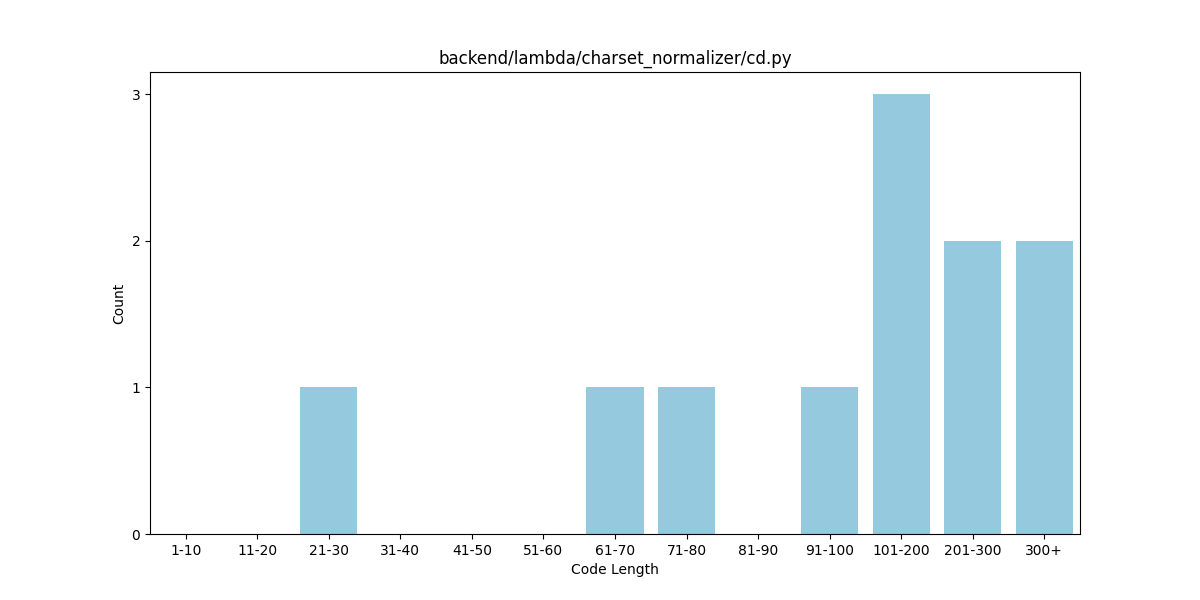 backend/lambda/charset_normalizer/cd.py
3
2
1
0
Count
1-10 11-20 21-30 31-40 41-50 51-60 61-70 71-80 81-90 91-100 101-200 201-300 300+
Code Length